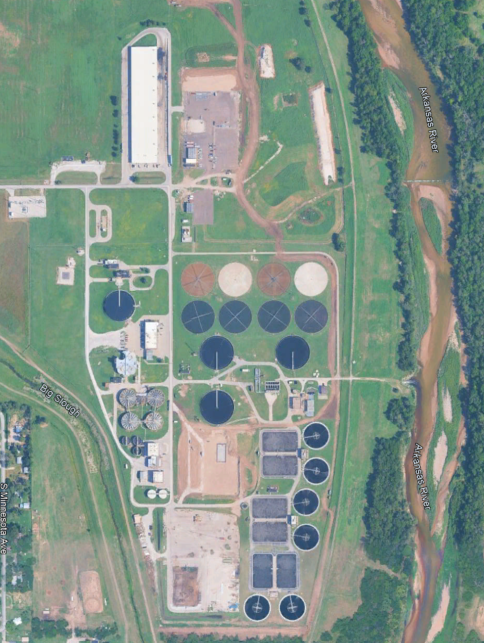 Arkansas River
Big Slough
Arkansas River
S Minnesota Ave